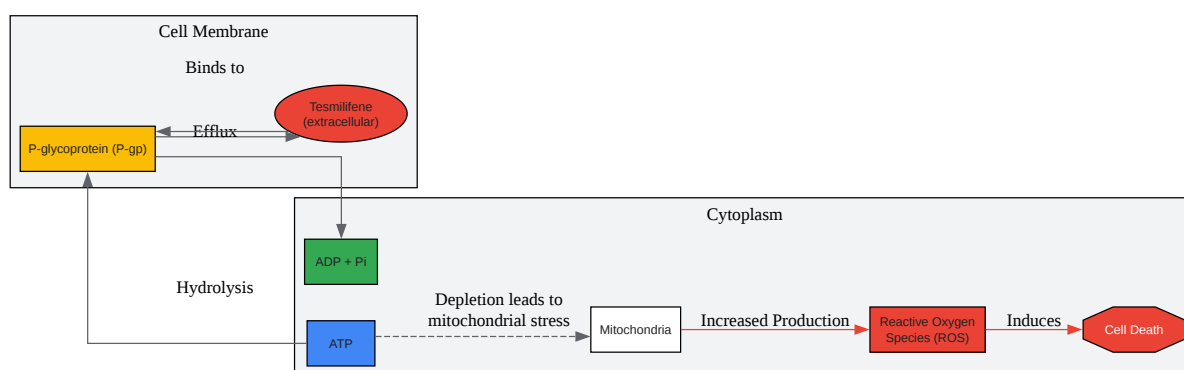 Cell Membrane
Binds to
Tesmilifene
(extracellular)
Efflux
P-glycoprotein (P-gp)
Cytoplasm
ADP + Pi
Hydrolysis
Depletion leads to
mitochondrial stress
ATP
Mitochondria
Increased Production
Reactive Oxygen
Species (ROS)
Induces
Cell Death